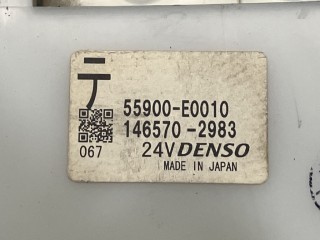 テ
55900-E0010
146570-2983
067
24V DENSO
MADE IN JAPAN